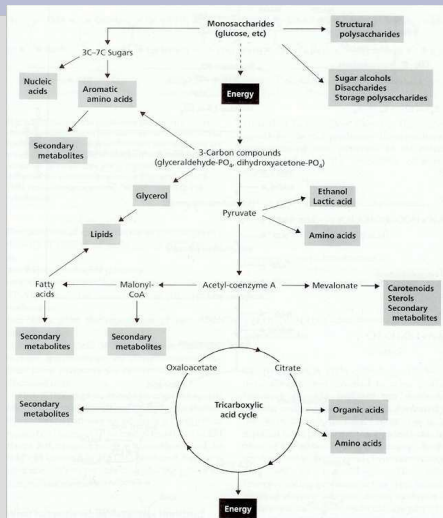 Monosaccharides
(glucose, etc)
Structural
polysaccharides
3C–7C Sugars
Nucleic
acids
Aromatic
amino acids
Energy
Sugar alcohols
Disaccharides
Storage polysaccharides
Secondary
metabolites
3-Carbon compounds
(glyceraldehyde-PO4, dihydroxyacetone-PO4)
Glycerol
Ethanol
Lactic acid
Pyruvate
Lipids
Amino acids
Fatty
acids
Malonyl-
CoA
Acetyl-coenzyme A
Mevalonate
Carotenoids
Sterols
Secondary
metabolites
Secondary
metabolites
Secondary
metabolites
Oxaloacetate
Citrate
Secondary
metabolites
Tricarboxylic
acid cycle
Organic acids
Amino acids
Energy